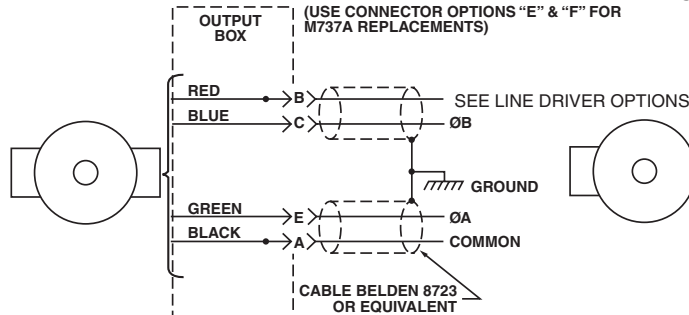 OUTPUT
BOX
(USE CONNECTOR OPTIONS “E” & “F” FOR
M737A REPLACEMENTS)
RED
B
SEE LINE DRIVER OPTIONS
BLUE
C
ØB
GROUND
GREEN
E
ØA
BLACK
A
COMMON
CABLE BELDEN 8723
OR EQUIVALENT